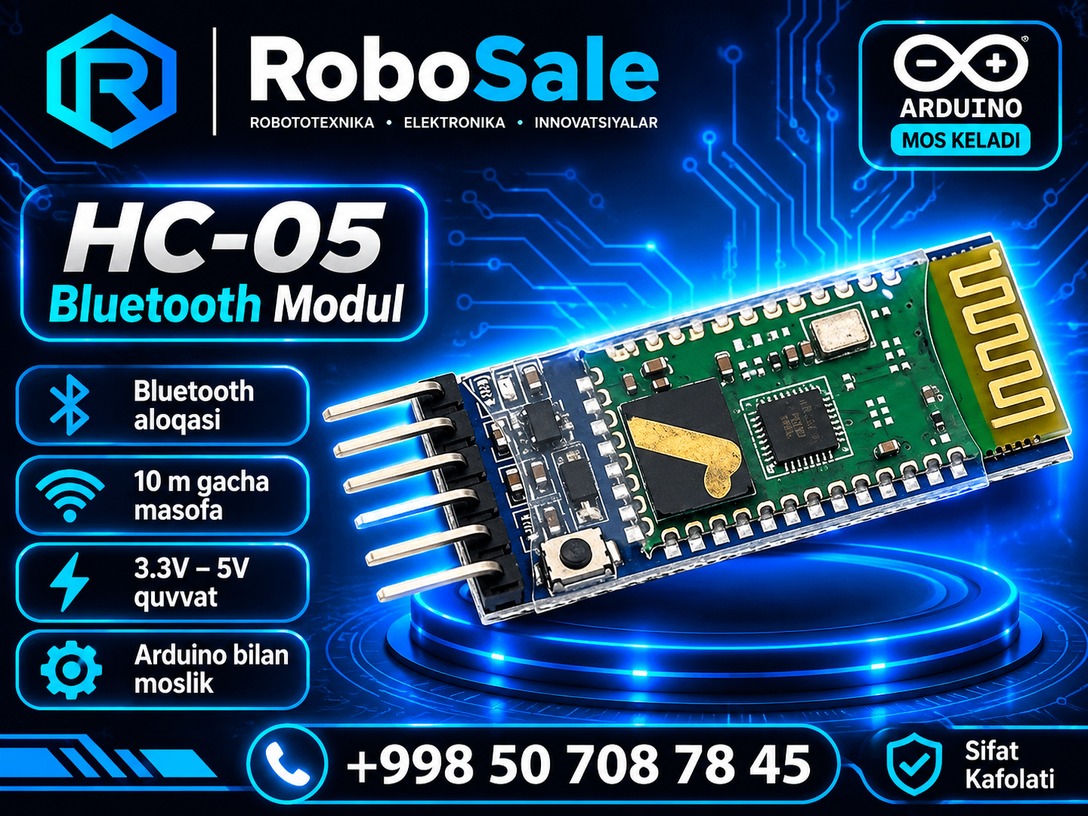 RoboSale
ROBOTOTEXNIKA • ELEKTRONIKA • INNOVATSIYALAR
ARDUINO
MOS KELADI
HC-05
Bluetooth Modul
Bluetooth
aloqasi
10 m gacha
masofa
3.3V – 5V
quvvat
Arduino bilan
moslik
+998 50 708 78 45
Sifat
Kafolati